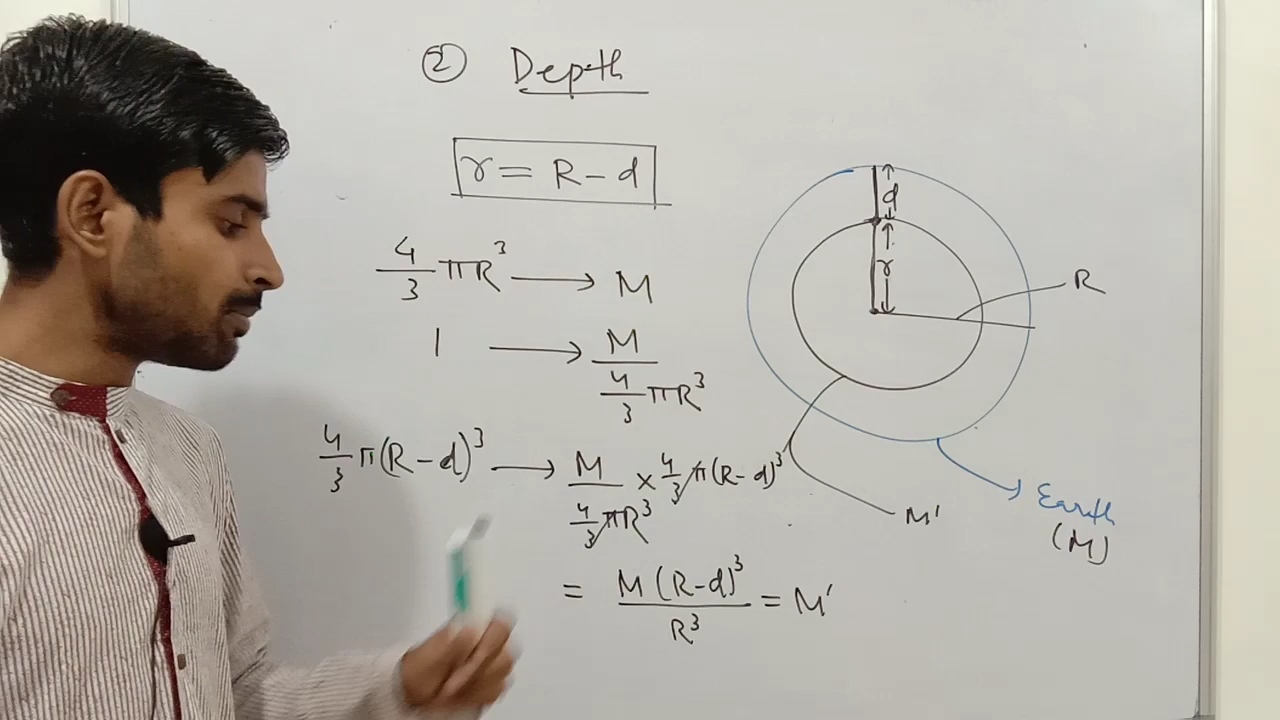 ② Depth
r = R - d
4/3 πR³ → M
1 → M / 4/3 πR³
4/3 π(R-d)³ → M / 4/3 πR³ × 4/3 π(R-d)³
= M(R-d)³ / R³ = M'
d
r
R
M'
Earth
(M)